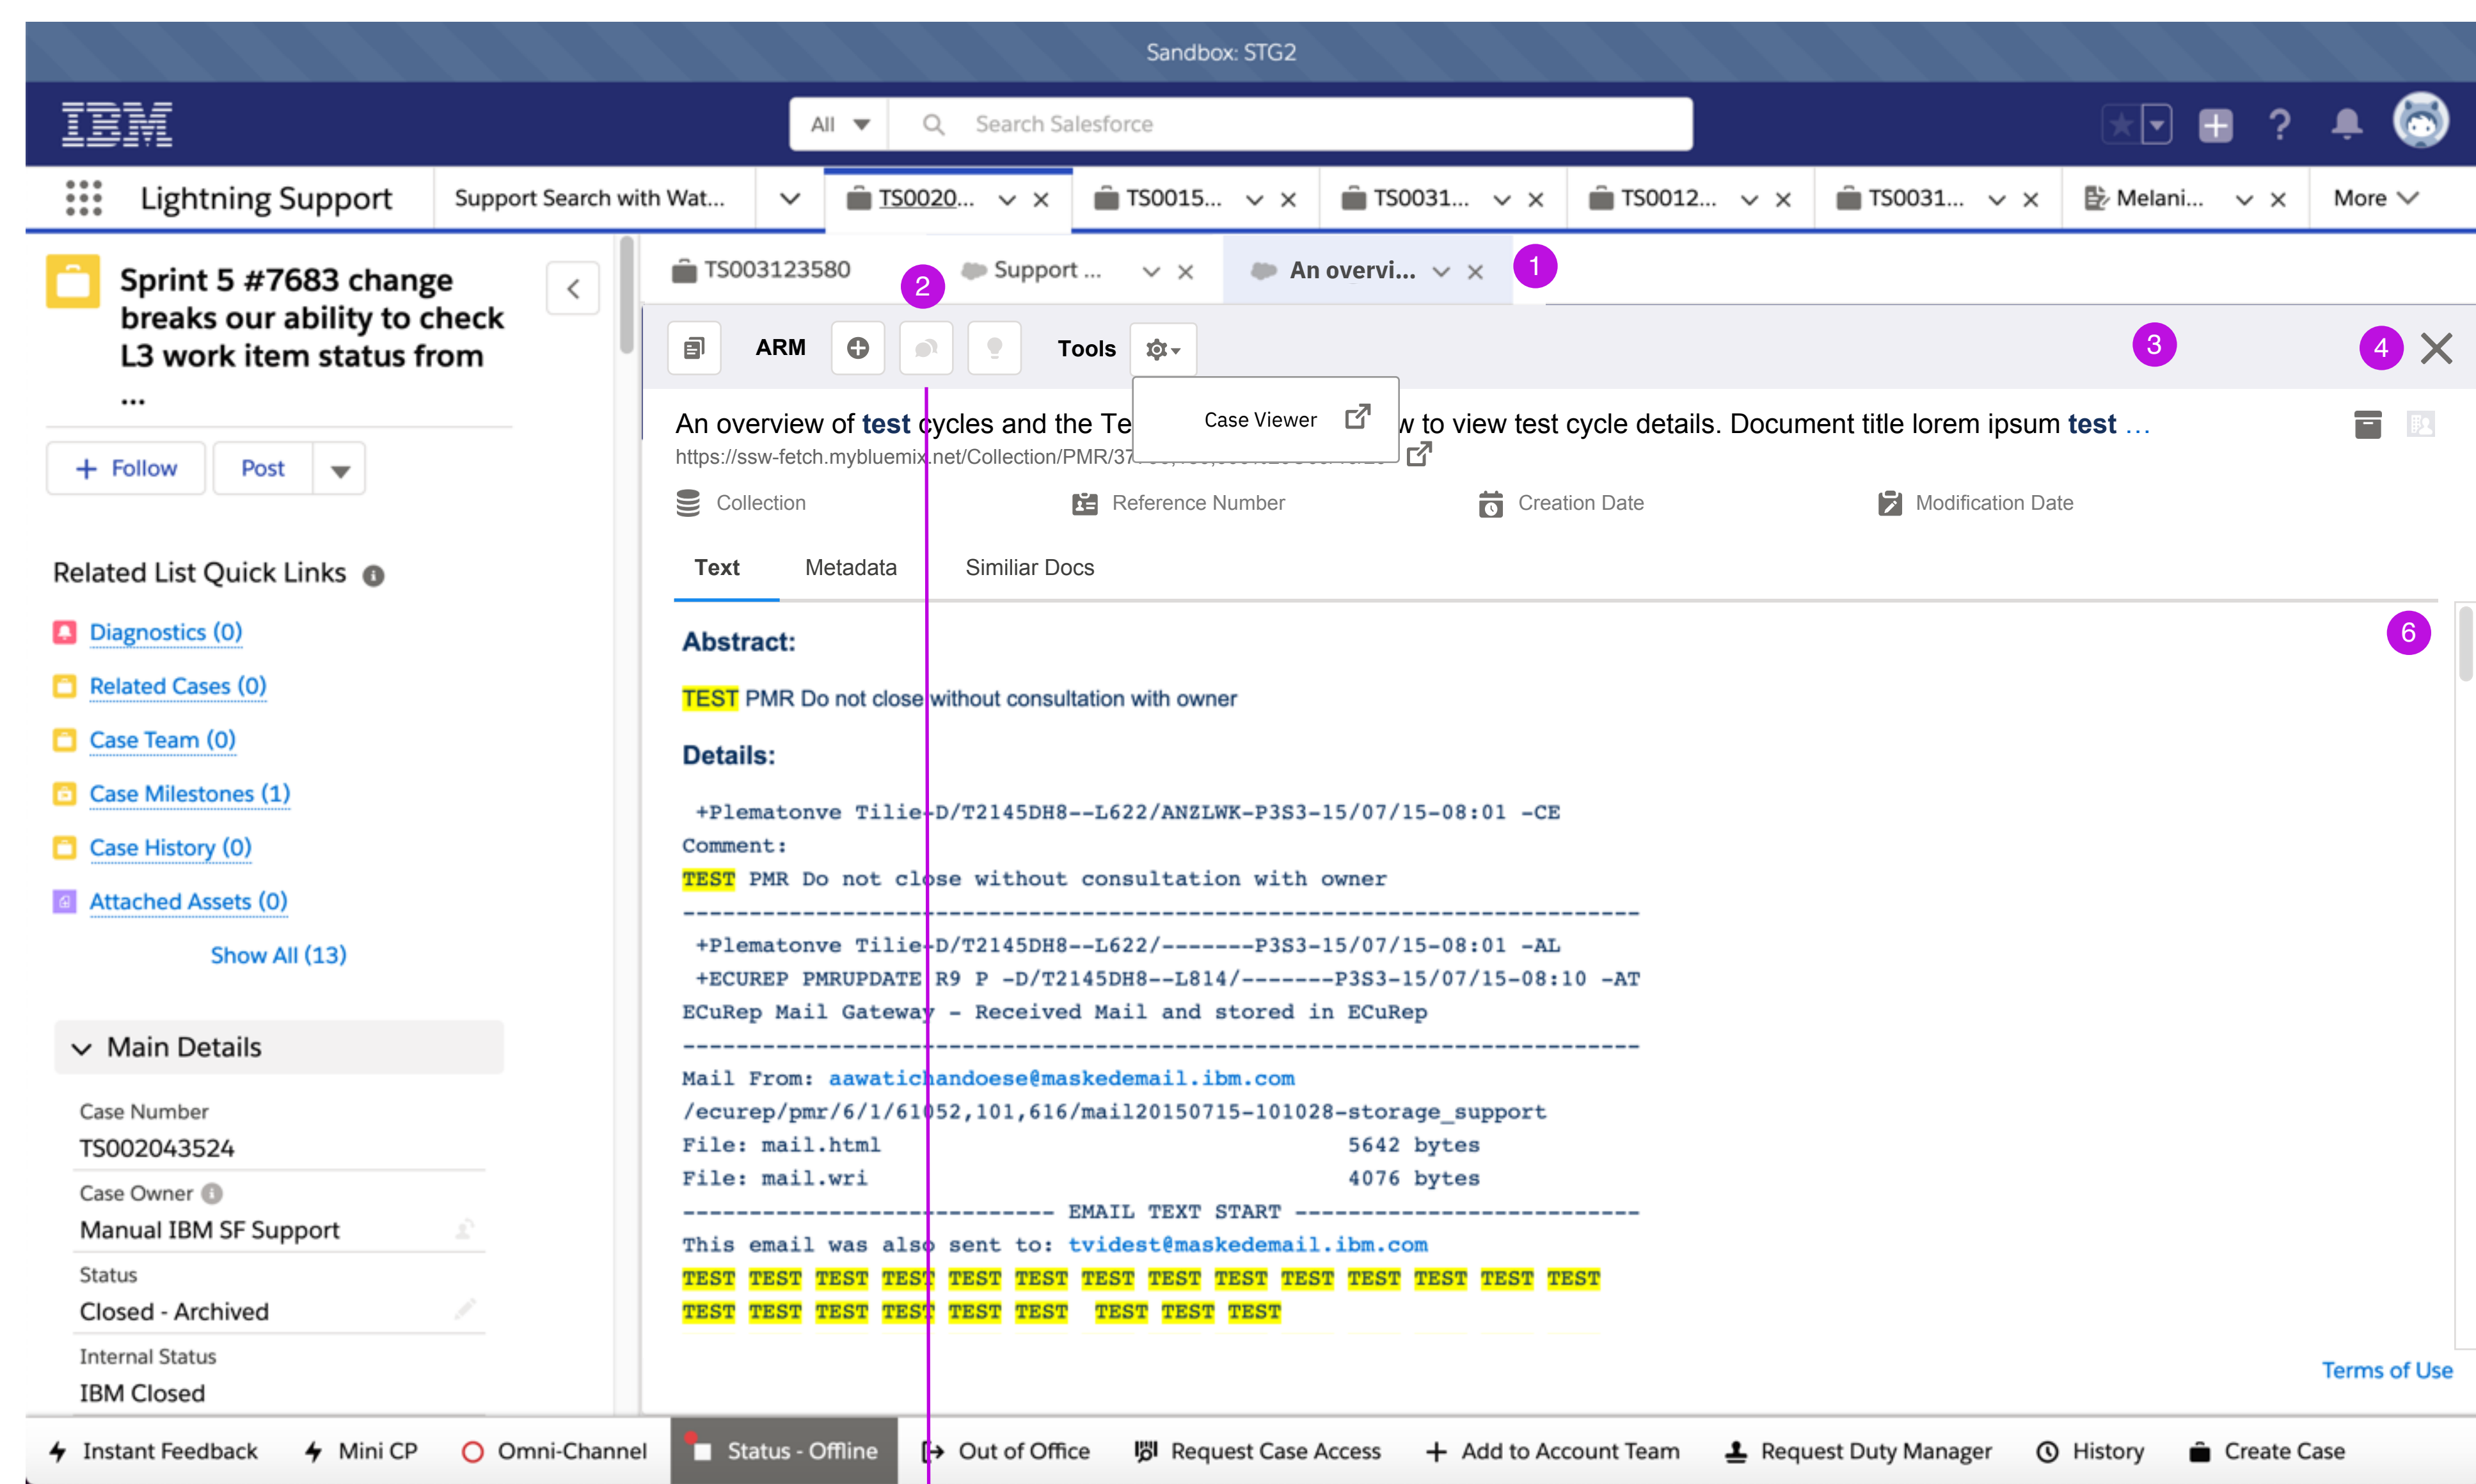 Sandbox: STG2
IBM
All
Search Salesforce
Lightning Support
Support Search with Wat...
TS0020...
TS0015...
TS0031...
TS0012...
TS0031...
Melani...
More
Sprint 5 #7683 change
breaks our ability to check
L3 work item status from
...
+ Follow
Post
Related List Quick Links
Diagnostics (0)
Related Cases (0)
Case Team (0)
Case Milestones (1)
Case History (0)
Attached Assets (0)
Show All (13)
Main Details
Case Number
TS002043524
Case Owner
Manual IBM SF Support
Status
Closed - Archived
Internal Status
IBM Closed
TS003123580
Support ...
An overvi...
1
2
ARM
Tools
3
4
Case Viewer
An overview of test cycles and the Te w to view test cycle details. Document title lorem ipsum test ...
https://ssw-fetch.mybluemix.net/Collection/PMR/37
Collection
Reference Number
Creation Date
Modification Date
Text
Metadata
Similiar Docs
6
Abstract:
TEST PMR Do not close without consultation with owner
Details:
+Plematonve Tilie-D/T2145DH8--L622/ANZLWK-P3S3-15/07/15-08:01 -CE
Comment:
TEST PMR Do not close without consultation with owner
------------------------------------------------------------------------
+Plematonve Tilie-D/T2145DH8--L622/-------P3S3-15/07/15-08:01 -AL
+ECUREP PMRUPDATE R9 P -D/T2145DH8--L814/-------P3S3-15/07/15-08:10 -AT
ECuRep Mail Gateway - Received Mail and stored in ECuRep
------------------------------------------------------------------------
Mail From: aawatichandoese@maskedemail.ibm.com
/ecurep/pmr/6/1/61052,101,616/mail20150715-101028-storage_support
File: mail.html 5642 bytes
File: mail.wri 4076 bytes
---------------------------- EMAIL TEXT START --------------------------
This email was also sent to: tvidest@maskedemail.ibm.com
TEST TEST TEST TEST TEST TEST TEST TEST TEST TEST TEST TEST TEST TEST
TEST TEST TEST TEST TEST TEST TEST TEST TEST
Terms of Use
Instant Feedback
Mini CP
Omni-Channel
Status - Offline
Out of Office
Request Case Access
+ Add to Account Team
Request Duty Manager
History
Create Case